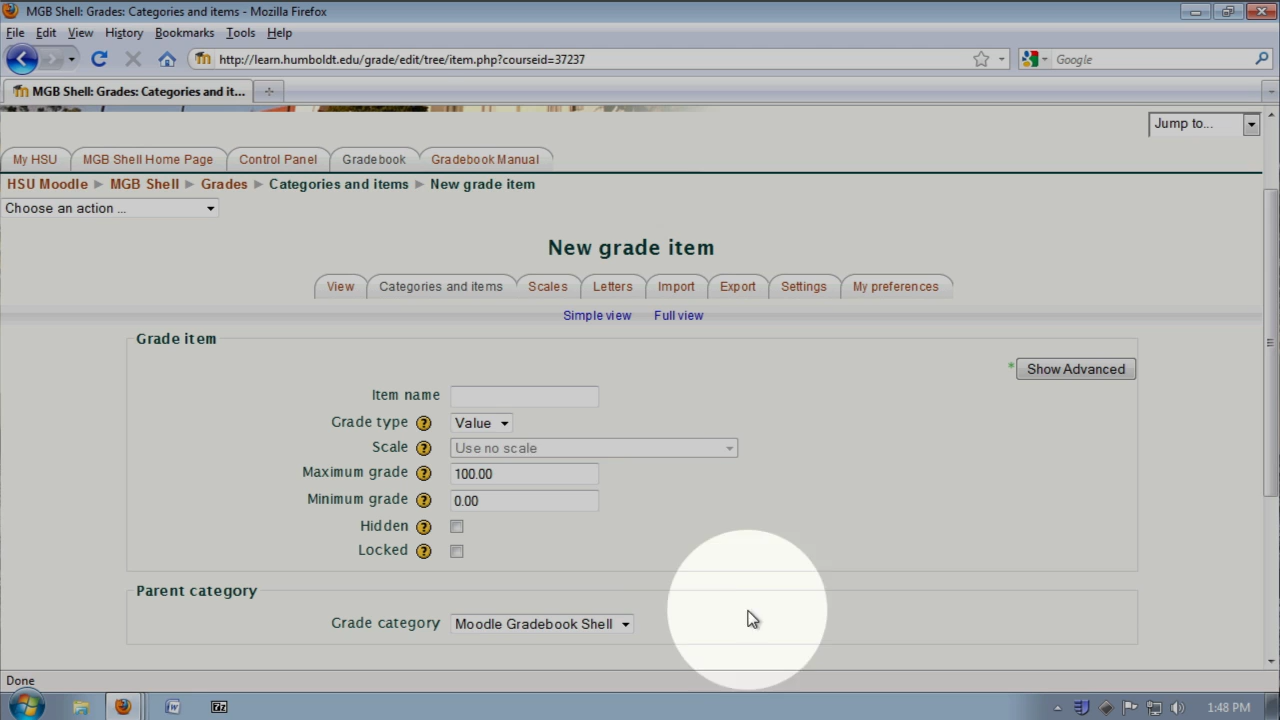 MGB Shell: Grades: Categories and items - Mozilla Firefox
File Edit View History Bookmarks Tools Help
http://learn.humboldt.edu/grade/edit/tree/item.php?courseid=37237
Google
MGB Shell: Grades: Categories and it...
Jump to...
My HSU MGB Shell Home Page Control Panel Gradebook Gradebook Manual
HSU Moodle ► MGB Shell ► Grades ► Categories and items ► New grade item
Choose an action ...
New grade item
View Categories and items Scales Letters Import Export Settings My preferences
Simple view Full view
Grade item
* Show Advanced
Item name
Grade type ? Value
Scale ? Use no scale
Maximum grade ? 100.00
Minimum grade ? 0.00
Hidden ?
Locked ?
Parent category
Grade category Moodle Gradebook Shell
Done
W 7z 1:48 PM